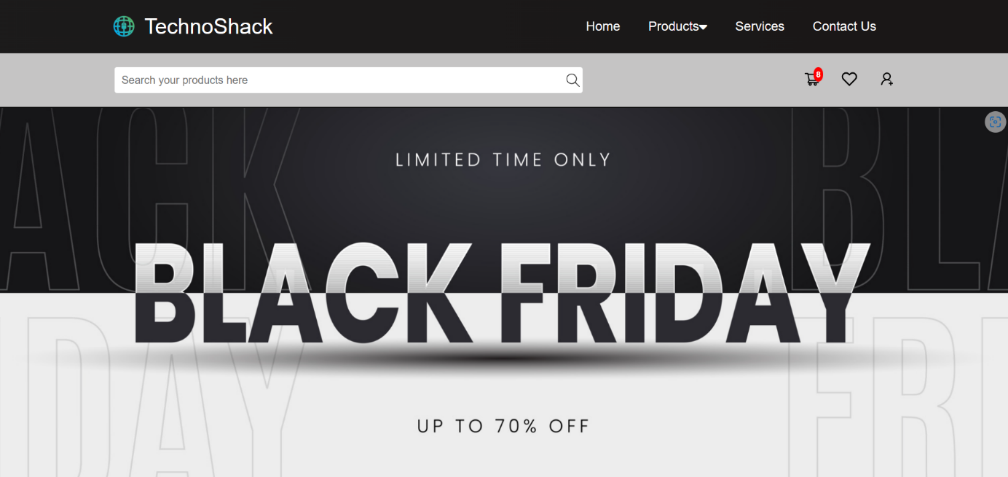 TechnoShack
Home Products Services Contact Us
Search your products here
8
LIMITED TIME ONLY
BLACK FRIDAY
UP TO 70% OFF